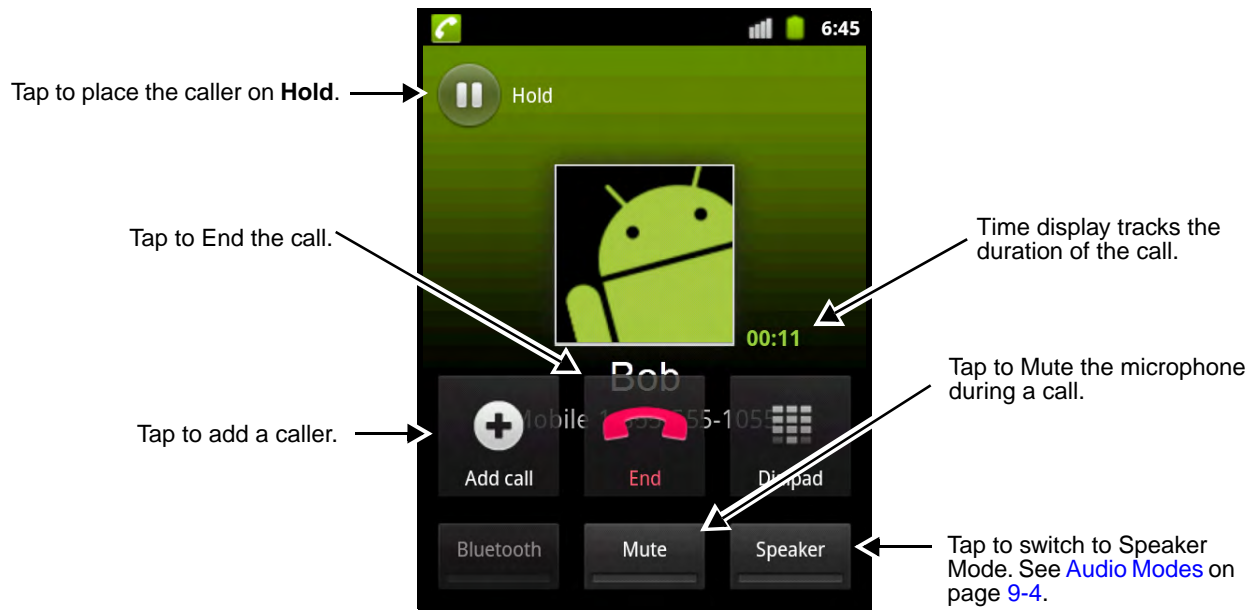 6:45
Tap to place the caller on Hold.
Hold
Tap to End the call.
Time display tracks the
duration of the call.
00:11
Bob
Tap to Mute the microphone
during a call.
Tap to add a caller.
Add call
End
Dialpad
Bluetooth
Mute
Speaker
Tap to switch to Speaker
Mode. See Audio Modes on
page 9-4.